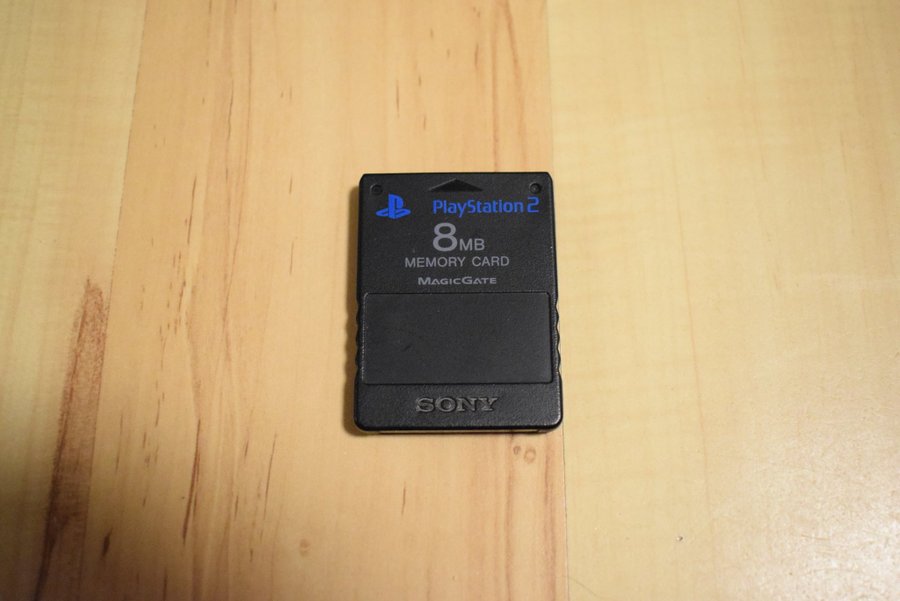 PlayStation 2
8MB
MEMORY CARD
MAGICGATE
SONY